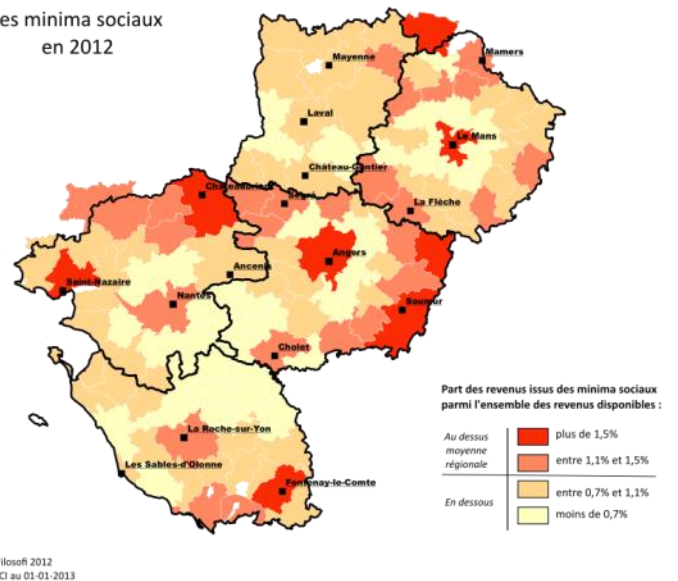 es minima sociaux
en 2012
Mamers
Mayenne
Laval
Le Mans
Château-Gontier
Châteaubriant
Segré
La Flèche
Angers
Ancenis
Saint-Nazaire
Nantes
Saumur
Cholet
La Roche-sur-Yon
Les Sables-d'Olonne
Fontenay-le-Comte
Part des revenus issus des minima sociaux
parmi l'ensemble des revenus disponibles :
Au dessus
moyenne
régionale
plus de 1,5%
entre 1,1% et 1,5%
En dessous
entre 0,7% et 1,1%
moins de 0,7%
ilosofi 2012
CI au 01-01-2013